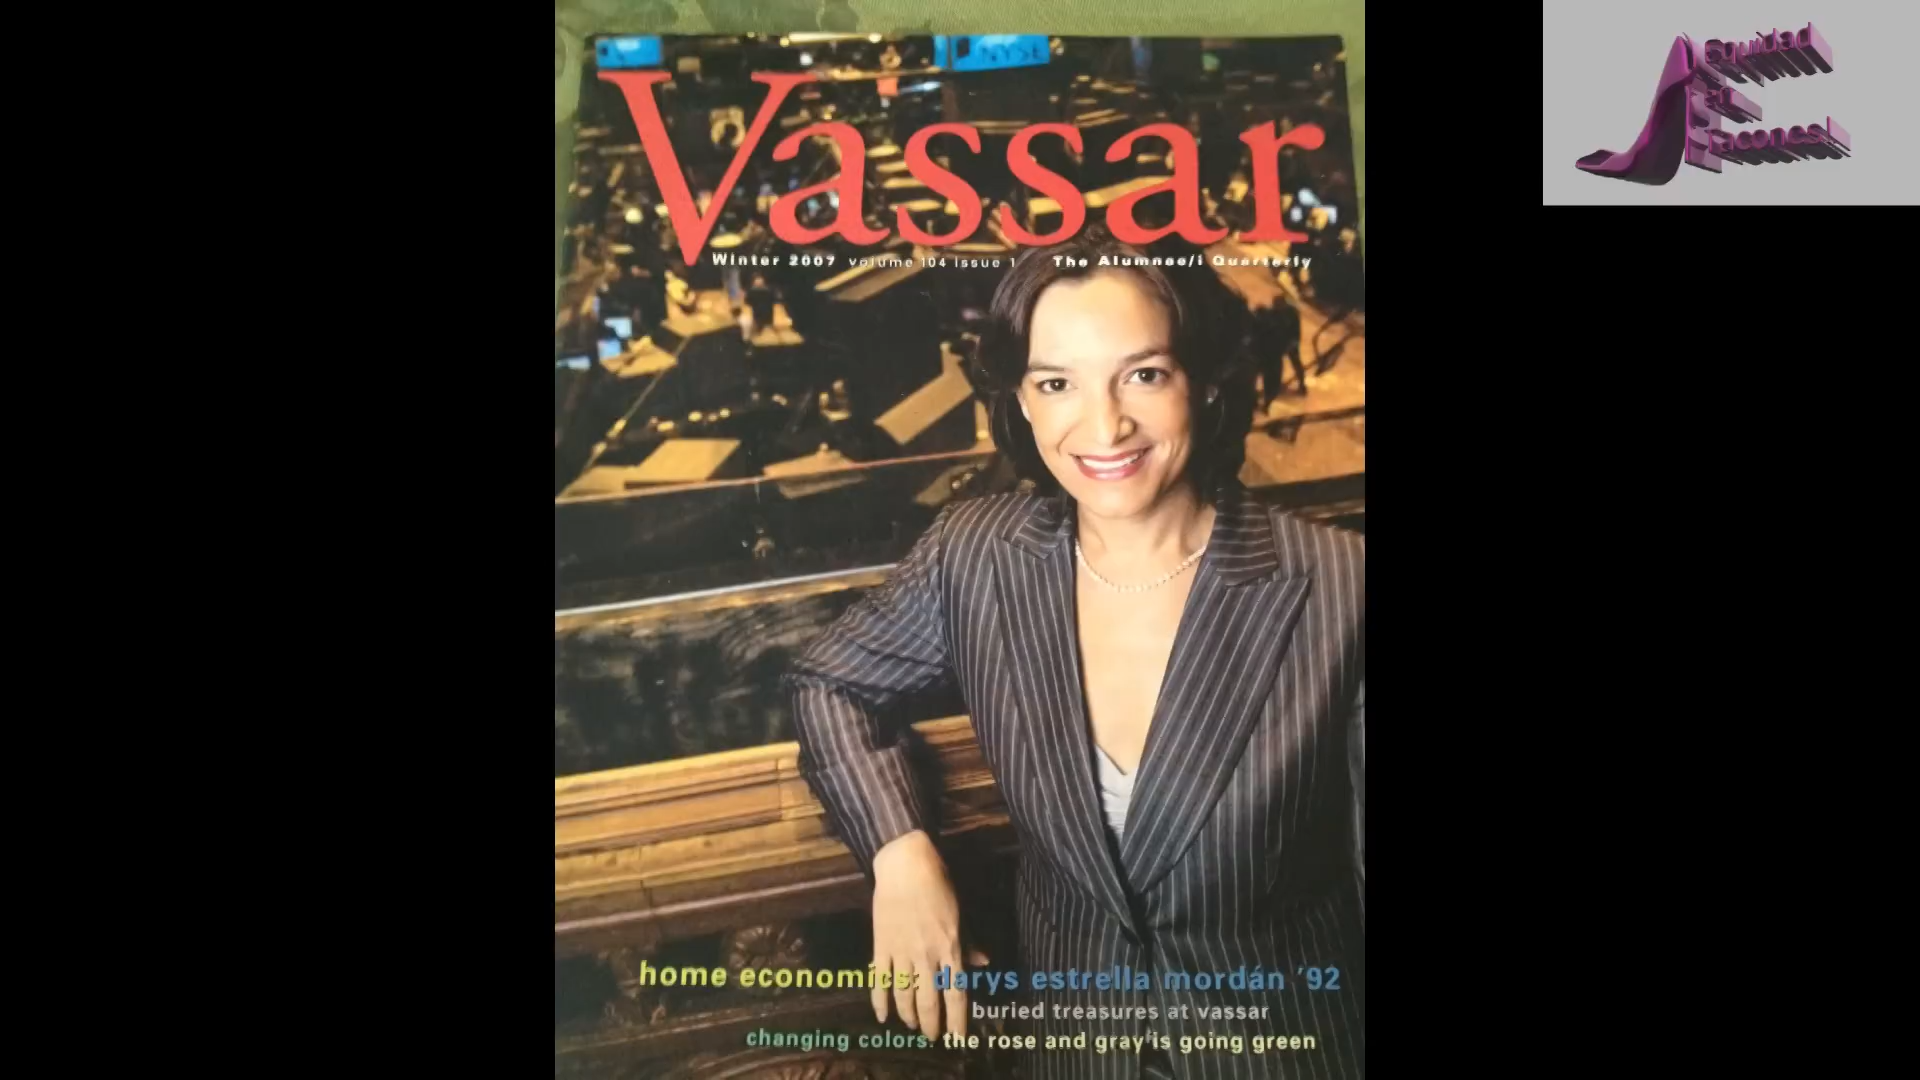 NYSE
Vassar
Winter 2007 volume 104 issue 1 The Alumnae/i Quarterly
home economics: darys estrella mordán '92
buried treasures at vassar
changing colors: the rose and gray is going green
Equidad
en
Tacones!